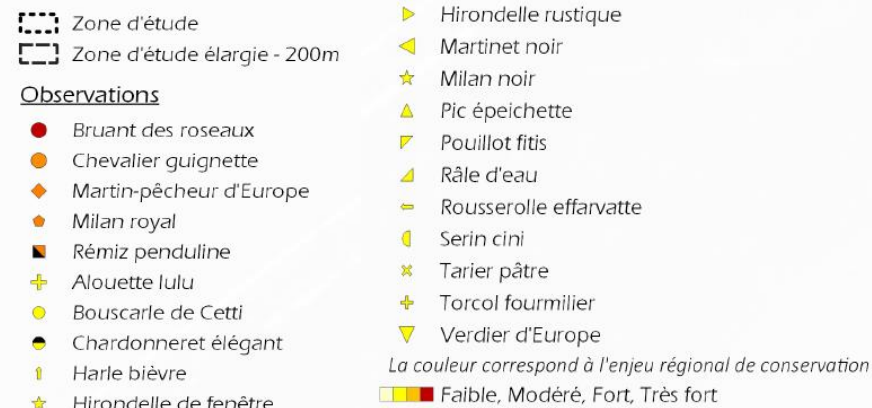 Zone d'étude
Zone d'étude élargie - 200m
Observations
Bruant des roseaux
Chevalier guignette
Martin-pêcheur d'Europe
Milan royal
Rémiz penduline
Alouette lulu
Bouscarle de Cetti
Chardonneret élégant
Harle bièvre
Hirondelle de fenêtre
Hirondelle rustique
Martinet noir
Milan noir
Pic épeichette
Pouillot fitis
Râle d'eau
Rousserolle effarvatte
Serin cini
Tarier pâtre
Torcol fourmilier
Verdier d'Europe
La couleur correspond à l'enjeu régional de conservation
Faible, Modéré, Fort, Très fort